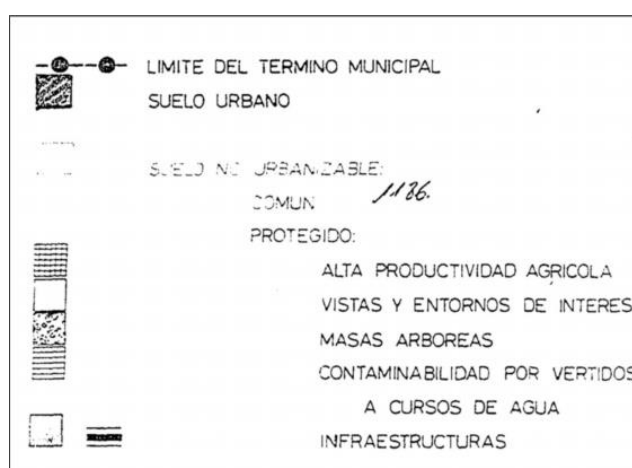 LIMITE DEL TERMINO MUNICIPAL
SUELO URBANO
SUELO NO URBANIZABLE:
COMUN 1186.
PROTEGIDO:
ALTA PRODUCTIVIDAD AGRICOLA
VISTAS Y ENTORNOS DE INTERES
MASAS ARBOREAS
CONTAMINABILIDAD POR VERTIDOS
A CURSOS DE AGUA
INFRAESTRUCTURAS